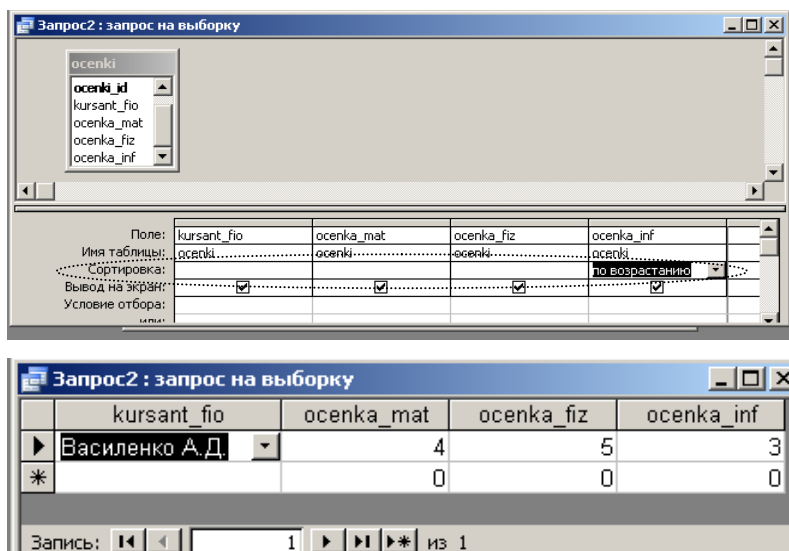 Запрос2 : запрос на выборку
ocenki
ocenki_id
kursant_fio
ocenka_mat
ocenka_fiz
ocenka_inf
Поле: kursant_fio ocenka_mat ocenka_fiz ocenka_inf
Имя таблицы: ocenki ocenki ocenki ocenki
Сортировка: по возрастанию
Вывод на экран:
Условие отбора:
или:
Запрос2 : запрос на выборку
kursant_fio ocenka_mat ocenka_fiz ocenka_inf
Василенко А.Д. 4 5 3
0 0 0
Запись: 1 из 1